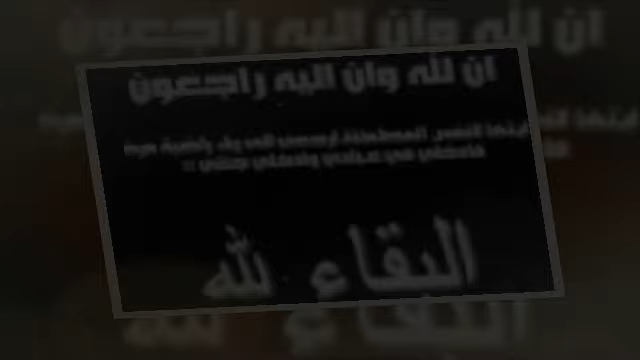 ان لله وان اليه راجعون
ايتها النفس المطمئنة ارجعي الى ربك راضية مرضية
فادخلي في عبادي وادخلي جنتي ::
البقاء لله